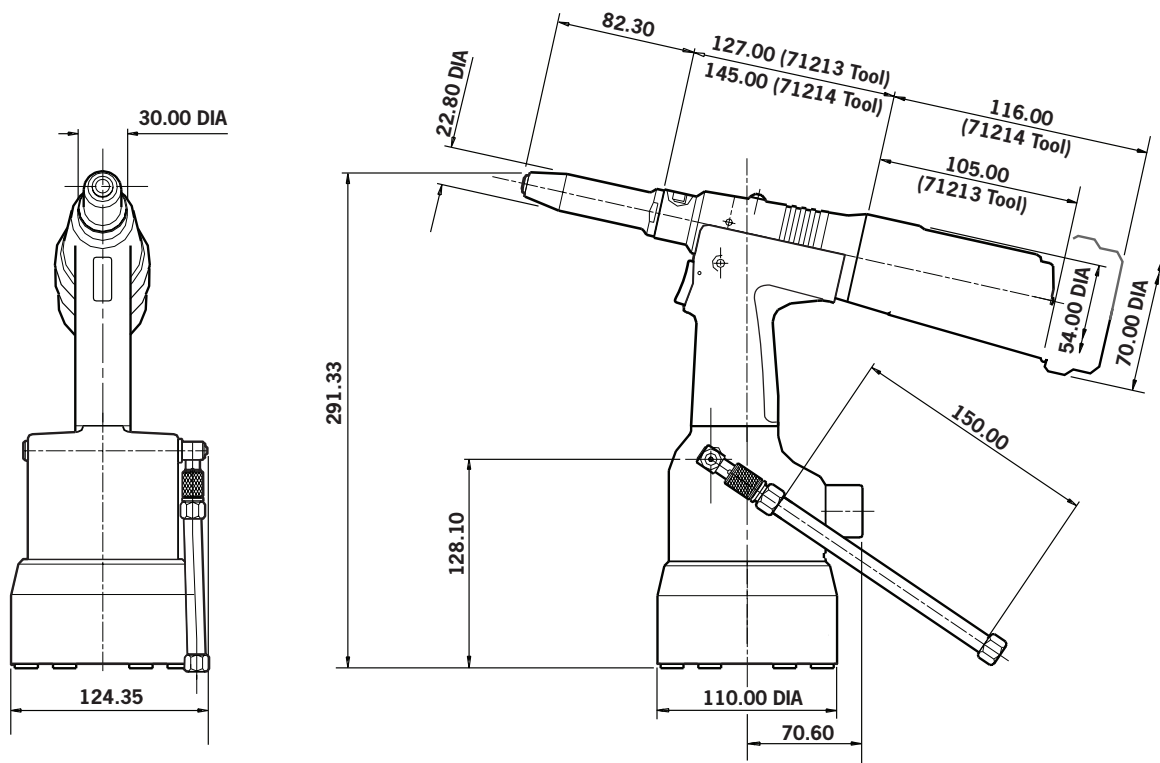 30.00 DIA
124.35
82.30
127.00 (71213 Tool)
145.00 (71214 Tool)
116.00
(71214 Tool)
105.00
(71213 Tool)
22.80 DIA
54.00 DIA
70.00 DIA
291.33
128.10
150.00
110.00 DIA
70.60